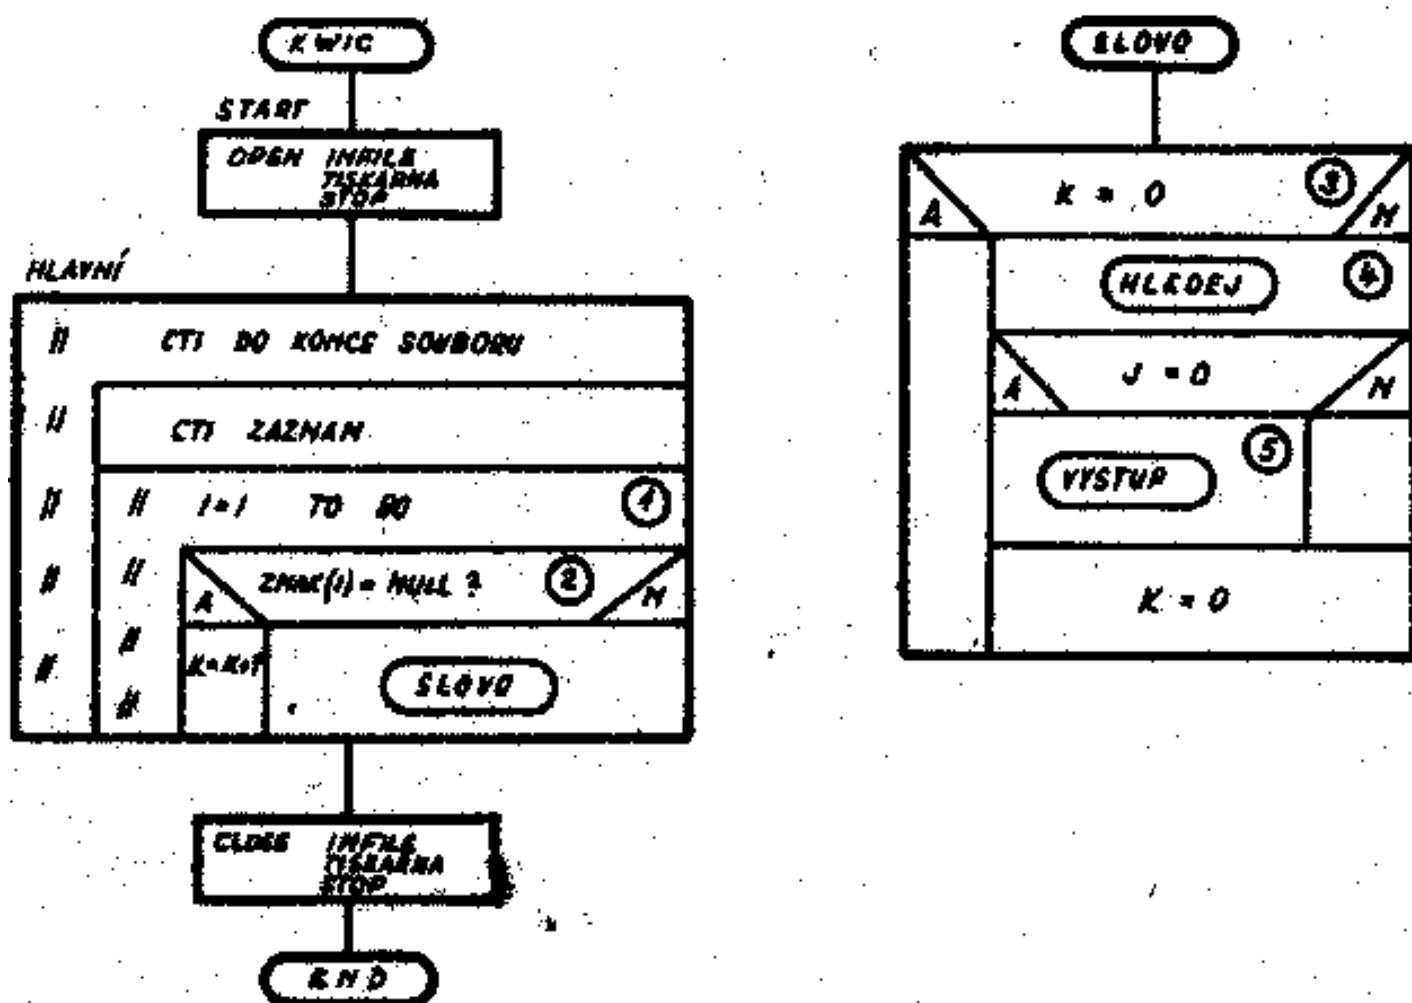 KWIC
START
OPEN INFILE
TISKARNA
STOP
HLAVNÍ
CTI DO KONCE SOUBORU
CTI ZAZNAM
I=1 TO 80
1
ZNAK(I) = NULL ?
2
A
N
K=K+1
SLOVO
CLOSE INFILE
TISKARNA
STOP
END
SLOVO
K = 0
3
A
N
HLEDEJ
4
J = 0
A
N
VYSTUP
5
K = 0